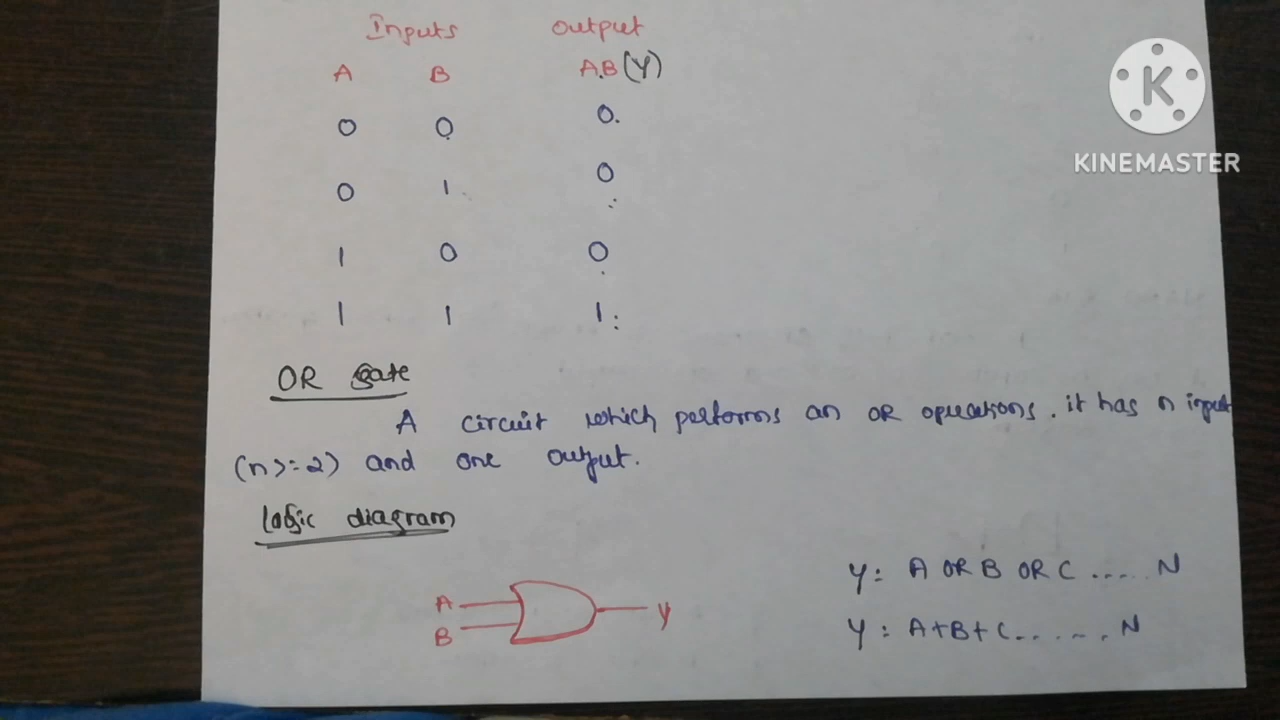 Inputs Output
A B A.B (Y)
0 0 0.
0 1 0
1 0 0
1 1 1
K
KINEMASTER
OR gate
A circuit which performs an OR operations. it has n input
(n>=2) and one output.
logic diagram
A
B
Y
Y= A OR B OR C ..... N
Y= A+B+C...... N